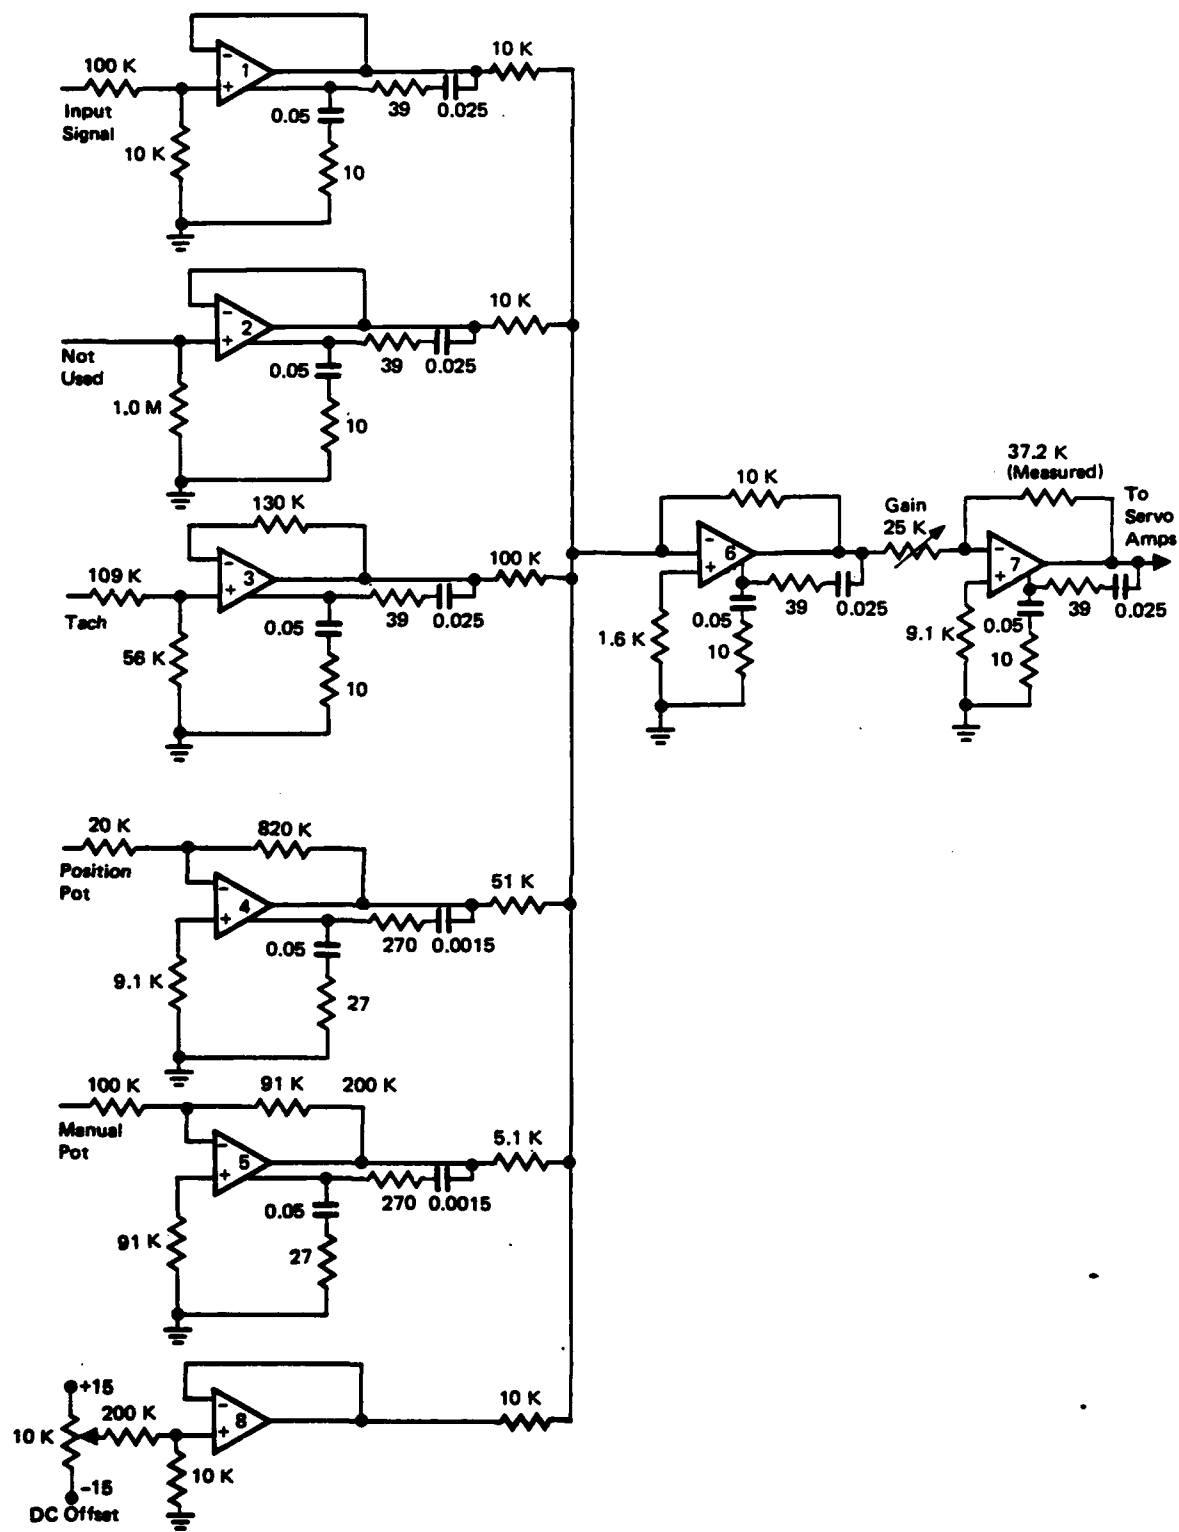 100 K
Input
Signal
10 K
-
+
1
0.05
10
39
0.025
10 K
Not
Used
1.0 M
-
+
2
0.05
10
39
0.025
10 K
109 K
Tach
56 K
130 K
-
+
3
0.05
10
39
0.025
100 K
20 K
Position
Pot
9.1 K
820 K
-
+
4
0.05
27
270
0.0015
51 K
100 K
Manual
Pot
91 K
91 K
200 K
-
+
5
0.05
27
270
0.0015
5.1 K
+15
10 K
-15
DC Offset
200 K
10 K
-
+
8
10 K
10 K
-
+
6
1.6 K
0.05
10
39
0.025
Gain
25 K
37.2 K
(Measured)
-
+
7
9.1 K
0.05
10
39
0.025
To
Servo
Amps